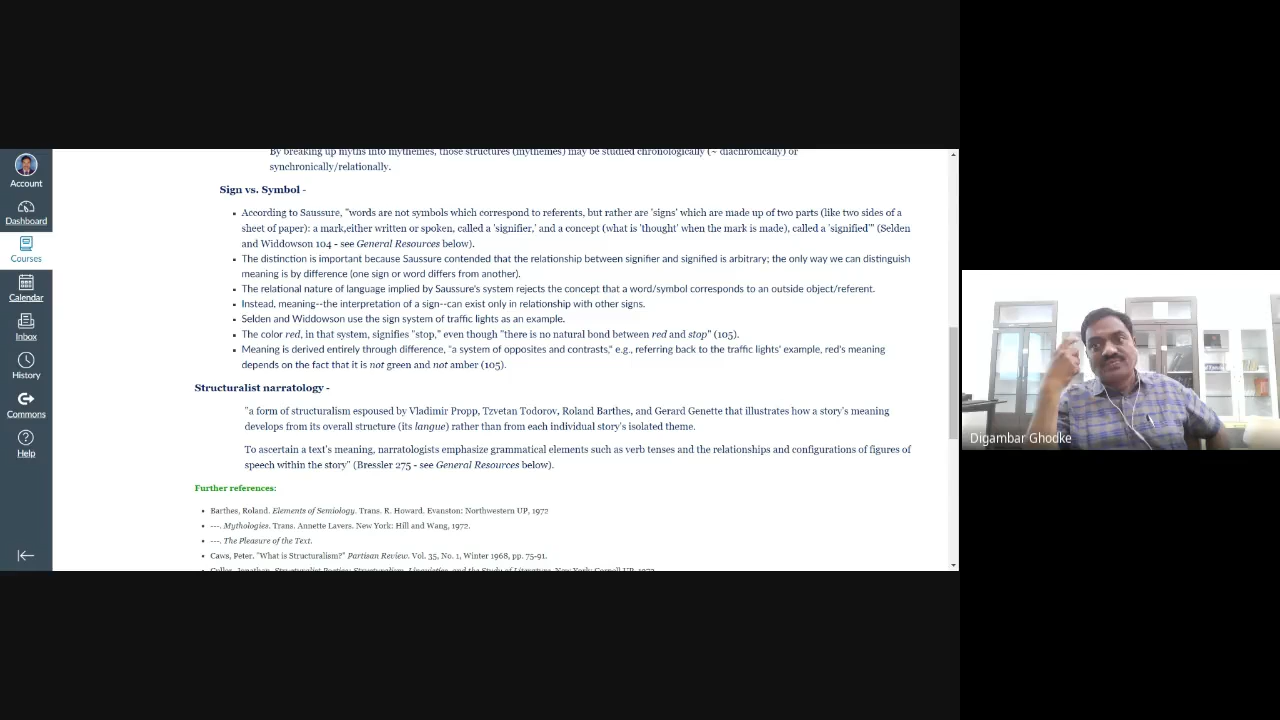 Account
Dashboard
Courses
Calendar
Inbox
History
Commons
Help
By breaking up myths into mythemes, those structures (mythemes) may be studied chronologically (~ diachronically) or
synchronically/relationally.
Sign vs. Symbol -
According to Saussure, "words are not symbols which correspond to referents, but rather are 'signs' which are made up of two parts (like two sides of a
sheet of paper): a mark,either written or spoken, called a 'signifier,' and a concept (what is 'thought' when the mark is made), called a 'signified'" (Selden
and Widdowson 104 - see General Resources below).
The distinction is important because Saussure contended that the relationship between signifier and signified is arbitrary; the only way we can distinguish
meaning is by difference (one sign or word differs from another).
The relational nature of language implied by Saussure's system rejects the concept that a word/symbol corresponds to an outside object/referent.
Instead, meaning--the interpretation of a sign--can exist only in relationship with other signs.
Selden and Widdowson use the sign system of traffic lights as an example.
The color red, in that system, signifies "stop," even though "there is no natural bond between red and stop" (105).
Meaning is derived entirely through difference, "a system of opposites and contrasts," e.g., referring back to the traffic lights' example, red's meaning
depends on the fact that it is not green and not amber (105).
Structuralist narratology -
"a form of structuralism espoused by Vladimir Propp, Tzvetan Todorov, Roland Barthes, and Gerard Genette that illustrates how a story's meaning
develops from its overall structure (its langue) rather than from each individual story's isolated theme.
To ascertain a text's meaning, narratologists emphasize grammatical elements such as verb tenses and the relationships and configurations of figures of
speech within the story" (Bressler 275 - see General Resources below).
Further references:
Barthes, Roland. Elements of Semiology. Trans. R. Howard. Evanston: Northwestern UP, 1972
---. Mythologies. Trans. Annette Lavers. New York: Hill and Wang, 1972.
---. The Pleasure of the Text.
Caws, Peter. "What is Structuralism?" Partisan Review. Vol. 35, No. 1, Winter 1968, pp. 75-91.
Culler, Jonathan. Structuralist Poetics: Structuralism, Linguistics, and the Study of Literature. New York: Cornell UP, 1973.
Digambar Ghodke